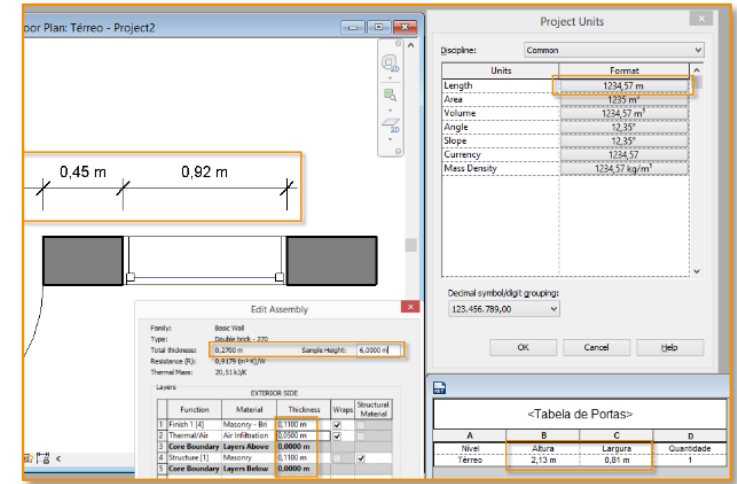 oor Plan: Térreo - Project2
0,45 m
0,92 m
Project Units
Discipline:
Common
Units
Format
Length
1234,57 m
Area
1235 m²
Volume
1234,57 m³
Angle
12,35°
Slope
12,35°
Currency
1234,57
Mass Density
1234,57 kg/m³
Decimal symbol/digit grouping:
123.456.789,00
OK
Cancel
Help
Edit Assembly
Family:
Basic Wall
Type:
Double brick - 270
Total thickness:
0,2700 m
Sample Height:
6,0000 m
Resistance (R):
0,9179 (m²·K)/W
Thermal Mass:
20,51 kJ/K
Layers
EXTERIOR SIDE
Function
Material
Thickness
Wraps
Structural Material
1
Finish 1 [4]
Masonry - Bri
0,1100 m
2
Thermal/Air
Air Infiltration
0,0500 m
3
Core Boundary
Layers Above
0,0000 m
4
Structure [1]
Masonry
0,1100 m
5
Core Boundary
Layers Below
0,0000 m
<Tabela de Portas>
A
B
C
D
Nível
Altura
Largura
Quantidade
Térreo
2,13 m
0,81 m
1